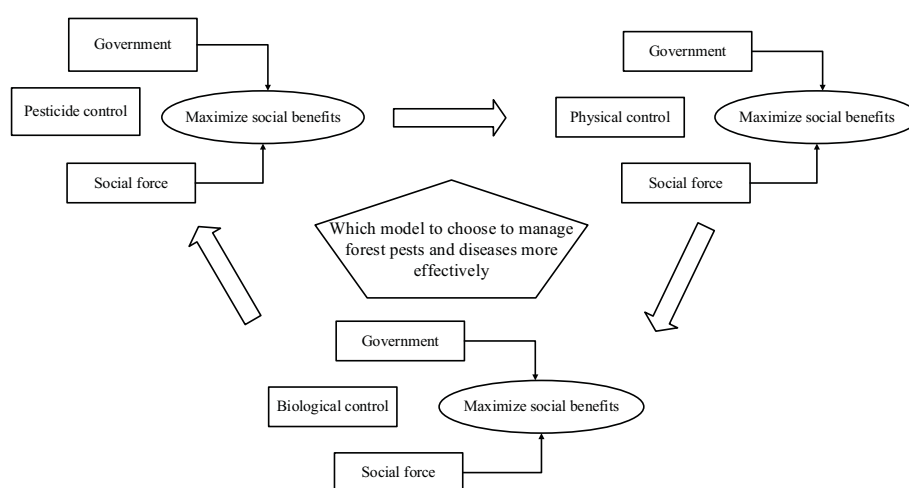 Government
Pesticide control
Maximize social benefits
Social force
Government
Physical control
Maximize social benefits
Social force
Which model to choose to manage
forest pests and diseases more
effectively
Government
Biological control
Maximize social benefits
Social force